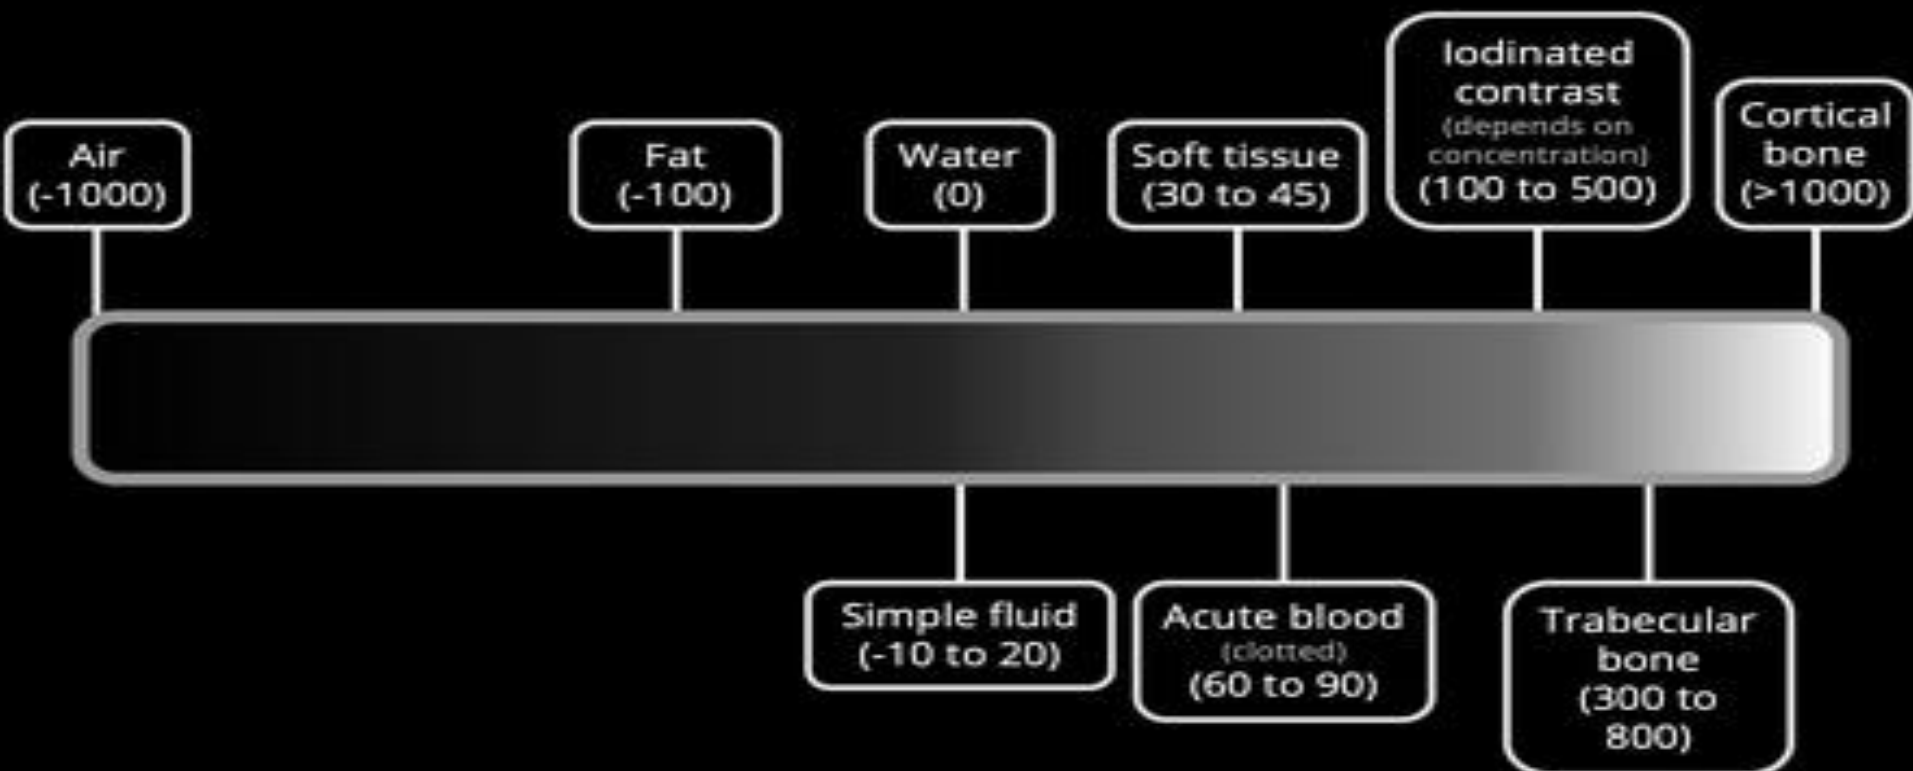 Air
(-1000)
Fat
(-100)
Water
(0)
Soft tissue
(30 to 45)
Iodinated
contrast
(depends on
concentration)
(100 to 500)
Cortical
bone
(>1000)
Simple fluid
(-10 to 20)
Acute blood
(clotted)
(60 to 90)
Trabecular
bone
(300 to
800)